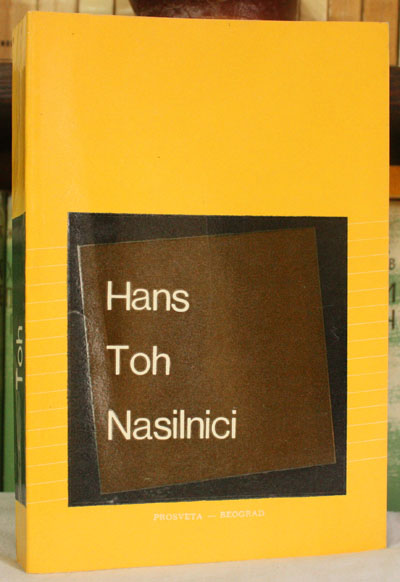 Hans
Toh
Nasilnici
PROSVETA — BEOGRAD
Toh